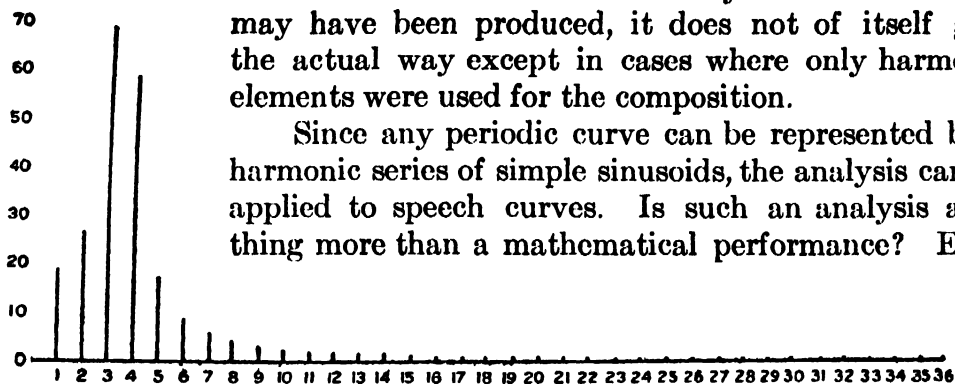 may have been produced, it does not of itself
the actual way except in cases where only harm
elements were used for the composition.
Since any periodic curve can be represented
harmonic series of simple sinusoids, the analysis can
applied to speech curves. Is such an analysis a
thing more than a mathematical performance? E
70
60
50
40
30
20
10
0
1 2 3 4 5 6 7 8 9 10 11 12 13 14 15 16 17 18 19 20 21 22 23 24 25 26 27 28 29 30 31 32 33 34 35 36